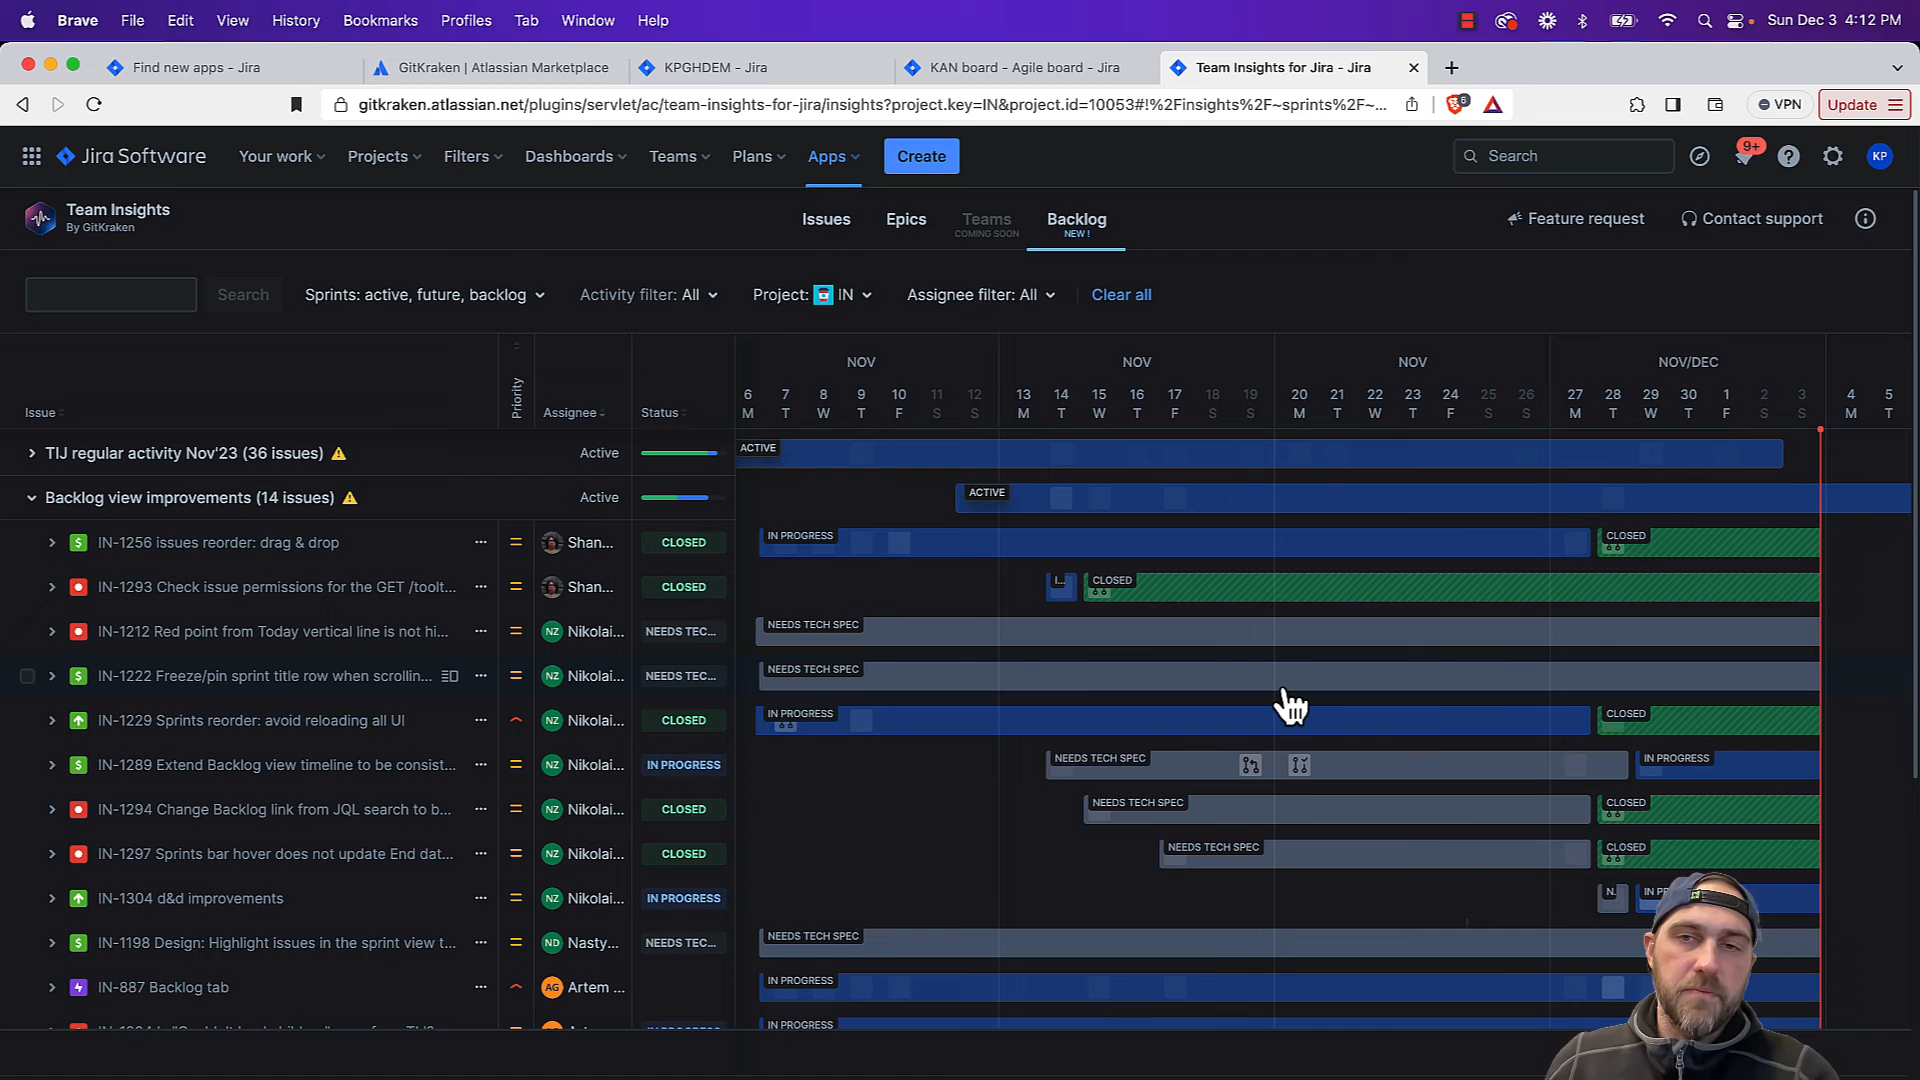 Brave File Edit View History Bookmarks Profiles Tab Window Help Sun Dec 3 4:12 PM
Find new apps - Jira GitKraken | Atlassian Marketplace KPGHDEM - Jira KAN board - Agile board - Jira Team Insights for Jira - Jira
gitkraken.atlassian.net/plugins/servlet/ac/team-insights-for-jira/insights?project.key=IN&project.id=10053#!%2Finsights%2F~sprints%2F~... 6 VPN Update
Jira Software Your work Projects Filters Dashboards Teams Plans Apps Create Search 9+ KP
Team Insights
By GitKraken
Issues Epics Teams Backlog
COMING SOON NEW !
Feature request Contact support
Search Sprints: active, future, backlog Activity filter: All Project: IN Assignee filter: All Clear all
NOV NOV NOV NOV/DEC
Issue Priority Assignee Status
6 7 8 9 10 11 12 13 14 15 16 17 18 19 20 21 22 23 24 25 26 27 28 29 30 1 2 3 4 5
M T W T F S S M T W T F S S M T W T F S S M T W T F S S M T
TIJ regular activity Nov'23 (36 issues) Active ACTIVE
Backlog view improvements (14 issues) Active ACTIVE
IN-1256 issues reorder: drag & drop ... Shan... CLOSED IN PROGRESS CLOSED
IN-1293 Check issue permissions for the GET /toolt... ... Shan... CLOSED I... CLOSED
IN-1212 Red point from Today vertical line is not hi... ... NZ Nikolai... NEEDS TEC... NEEDS TECH SPEC
IN-1222 Freeze/pin sprint title row when scrollin... ... NZ Nikolai... NEEDS TEC... NEEDS TECH SPEC
IN-1229 Sprints reorder: avoid reloading all UI ... NZ Nikolai... CLOSED IN PROGRESS CLOSED
IN-1289 Extend Backlog view timeline to be consist... ... NZ Nikolai... IN PROGRESS NEEDS TECH SPEC IN PROGRESS
IN-1294 Change Backlog link from JQL search to b... ... NZ Nikolai... CLOSED NEEDS TECH SPEC CLOSED
IN-1297 Sprints bar hover does not update End dat... ... NZ Nikolai... CLOSED NEEDS TECH SPEC CLOSED
IN-1304 d&d improvements ... NZ Nikolai... IN PROGRESS N. IN P
IN-1198 Design: Highlight issues in the sprint view t... ... ND Nasty... NEEDS TEC... NEEDS TECH SPEC
IN-887 Backlog tab ... AG Artem ... IN PROGRESS
IN PROGRESS